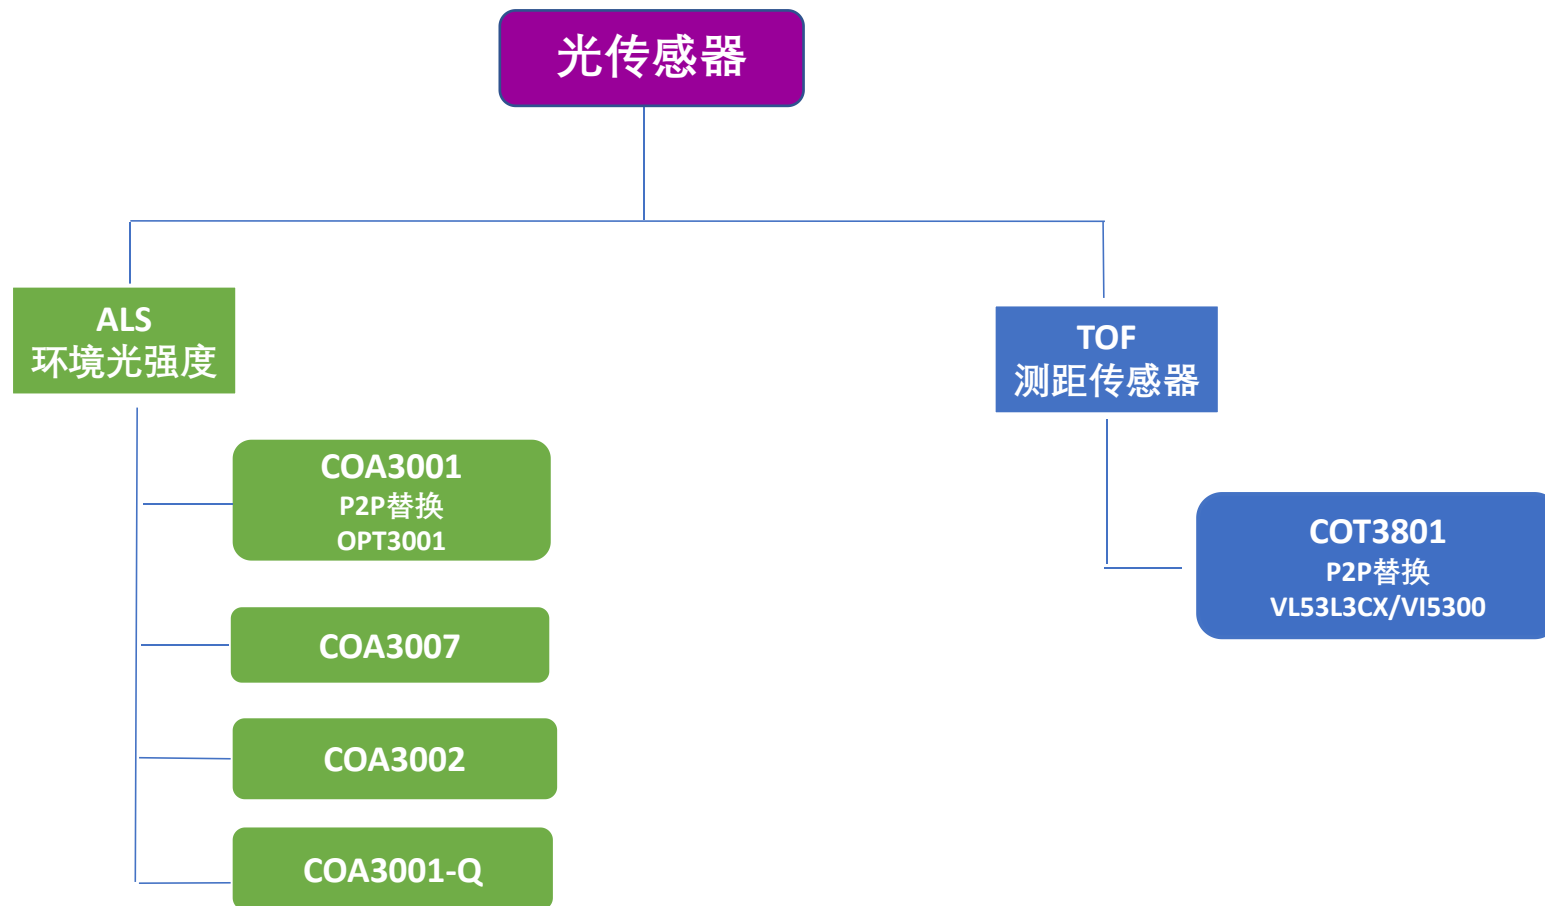 光传感器
ALS
环境光强度
COA3001
P2P替换
OPT3001
COA3007
COA3002
COA3001-Q
TOF
测距传感器
COT3801
P2P替换
VL53L3CX/VI5300